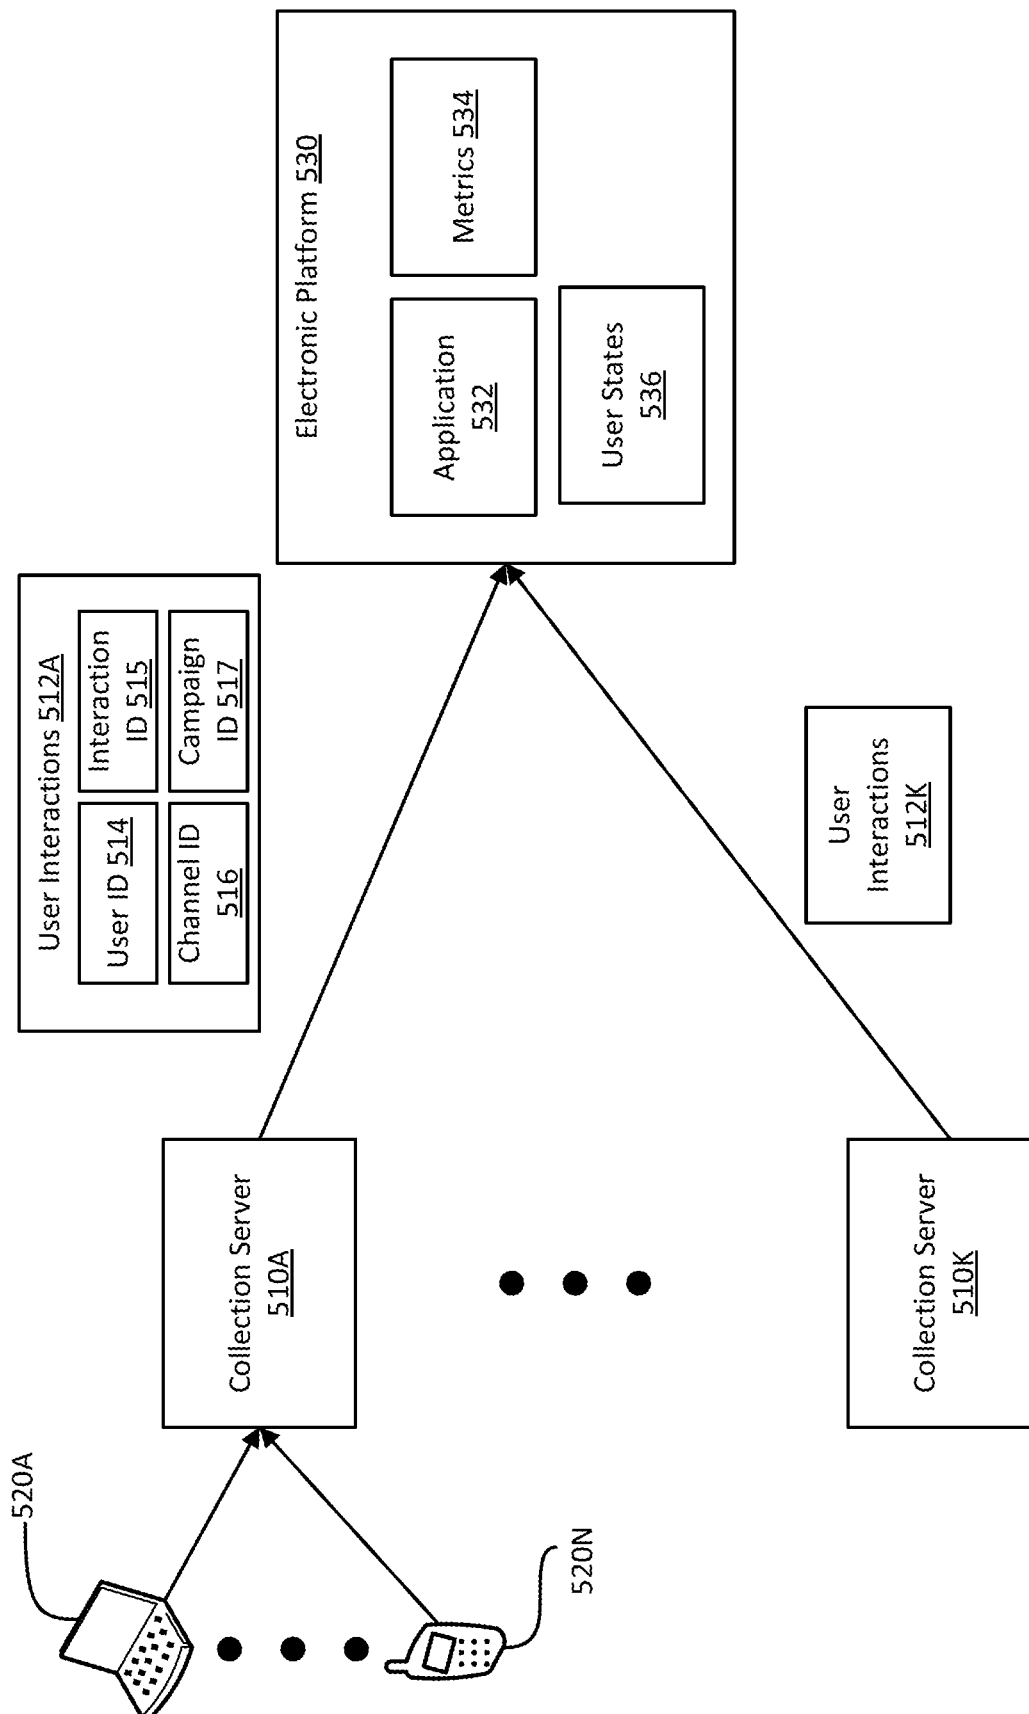 520A
520N
Collection Server
510A
Collection Server
510K
User Interactions 512A
User ID 514
Interaction
ID 515
Channel ID
516
Campaign
ID 517
User
Interactions
512K
Electronic Platform 530
Application
532
Metrics 534
User States
536